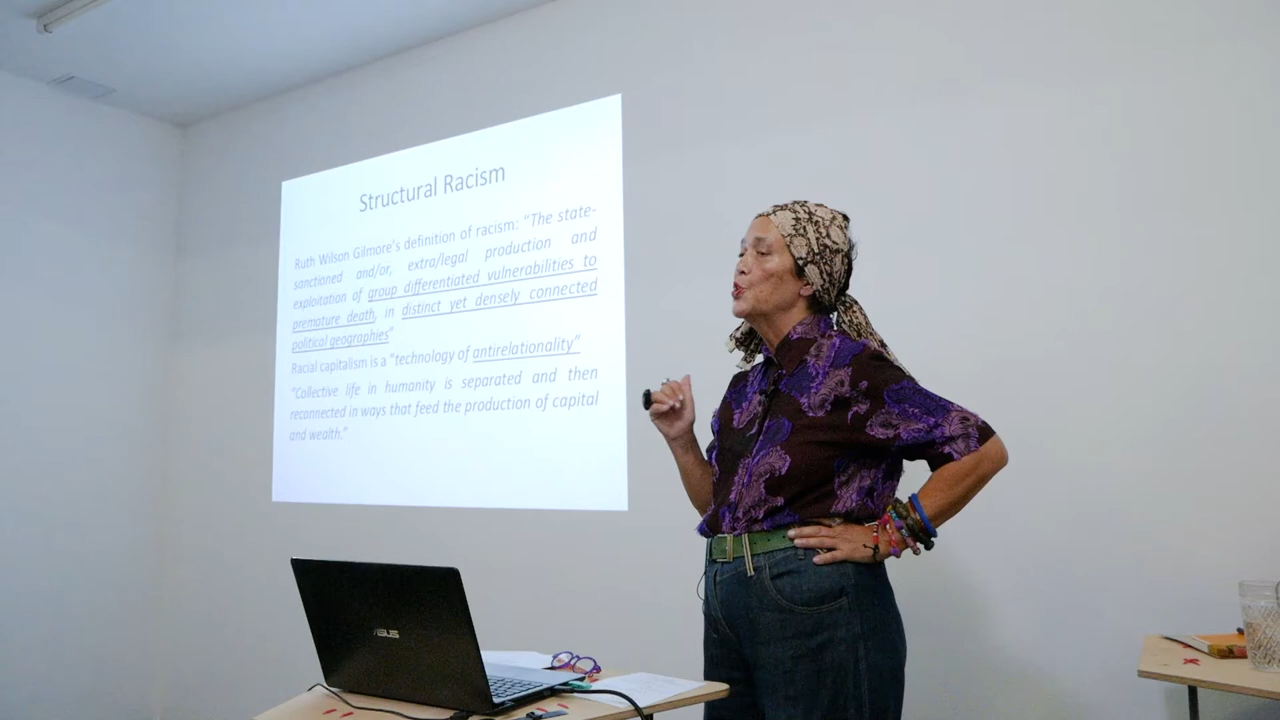 Structural Racism
Ruth Wilson Gilmore's definition of racism: "The state-
sanctioned and/or, extra/legal production and
exploitation of group differentiated vulnerabilities to
premature death, in distinct yet densely connected
political geographies"
Racial capitalism is a "technology of antirelationality"
"Collective life in humanity is separated and then
reconnected in ways that feed the production of capital
and wealth."
ASUS